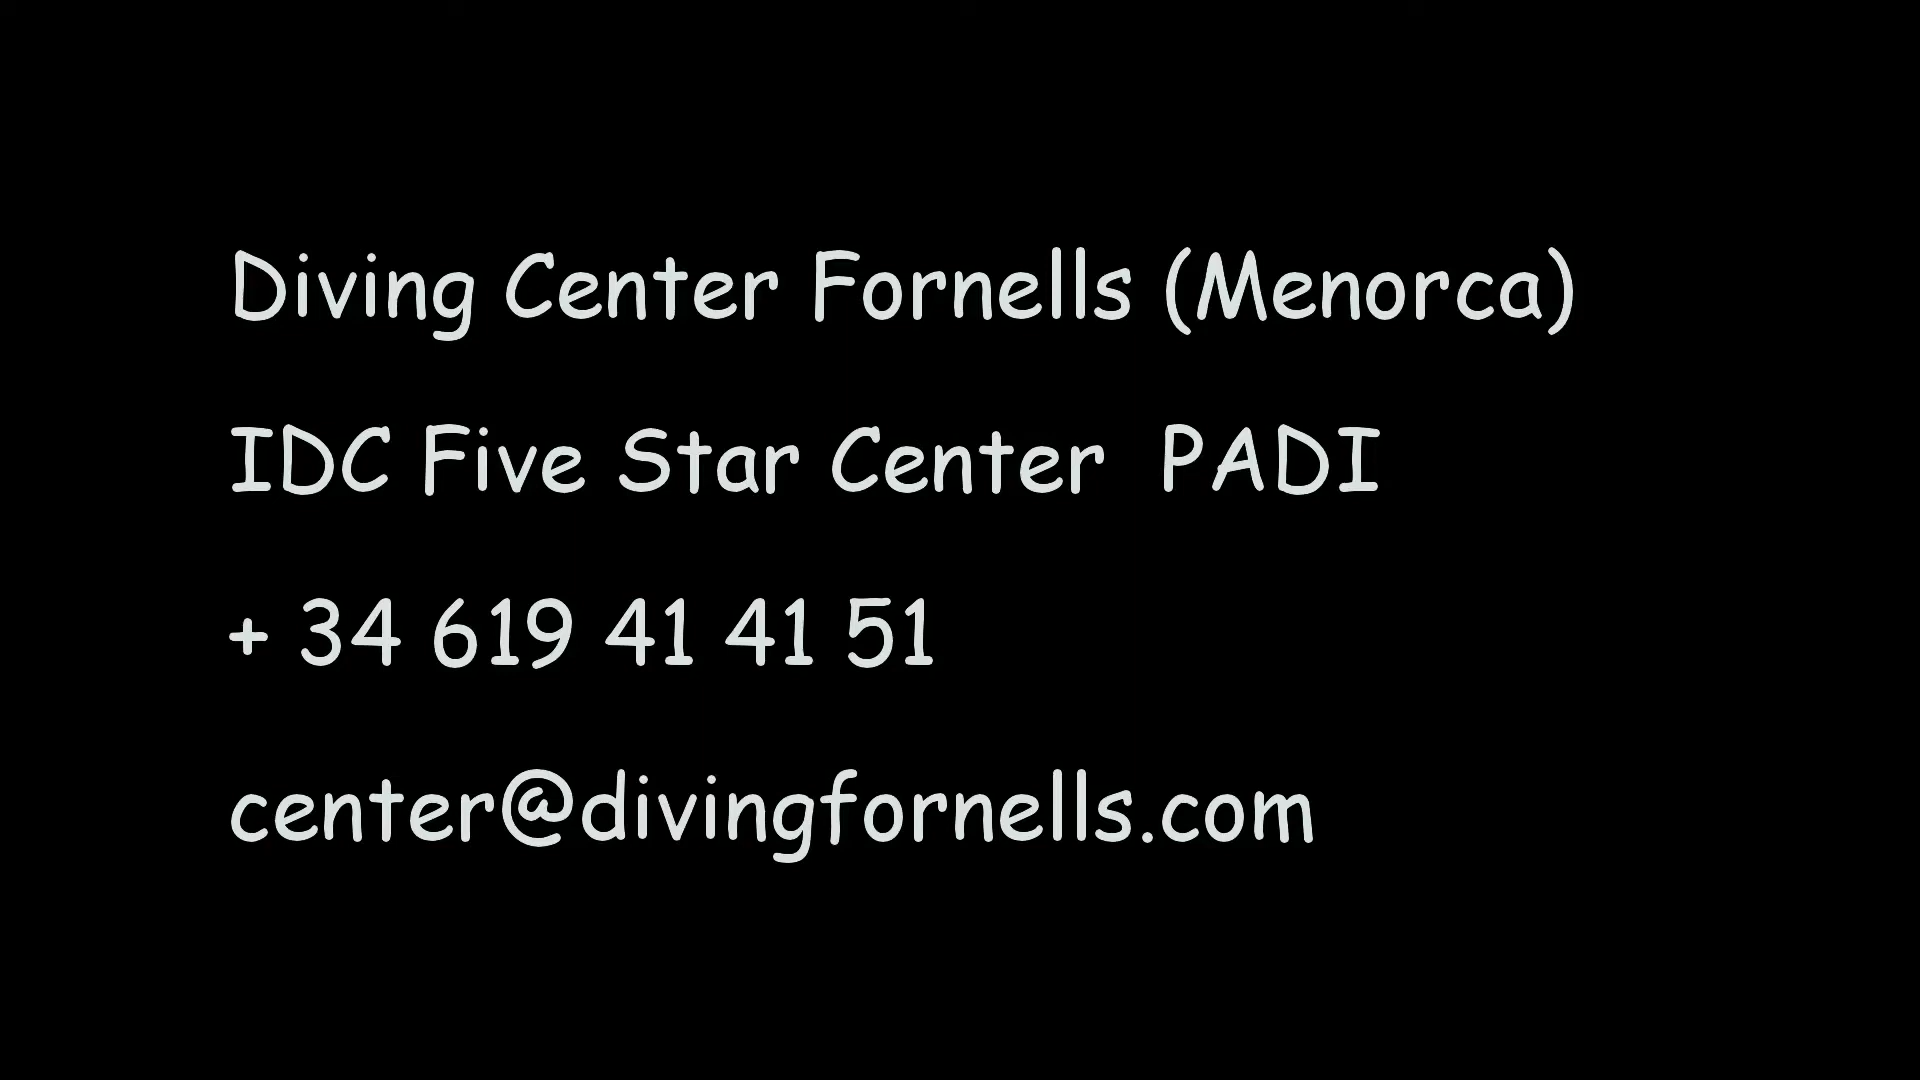 Diving Center Fornells (Menorca)
IDC Five Star Center  PADI
+ 34 619 41 41 51
center@divingfornells.com